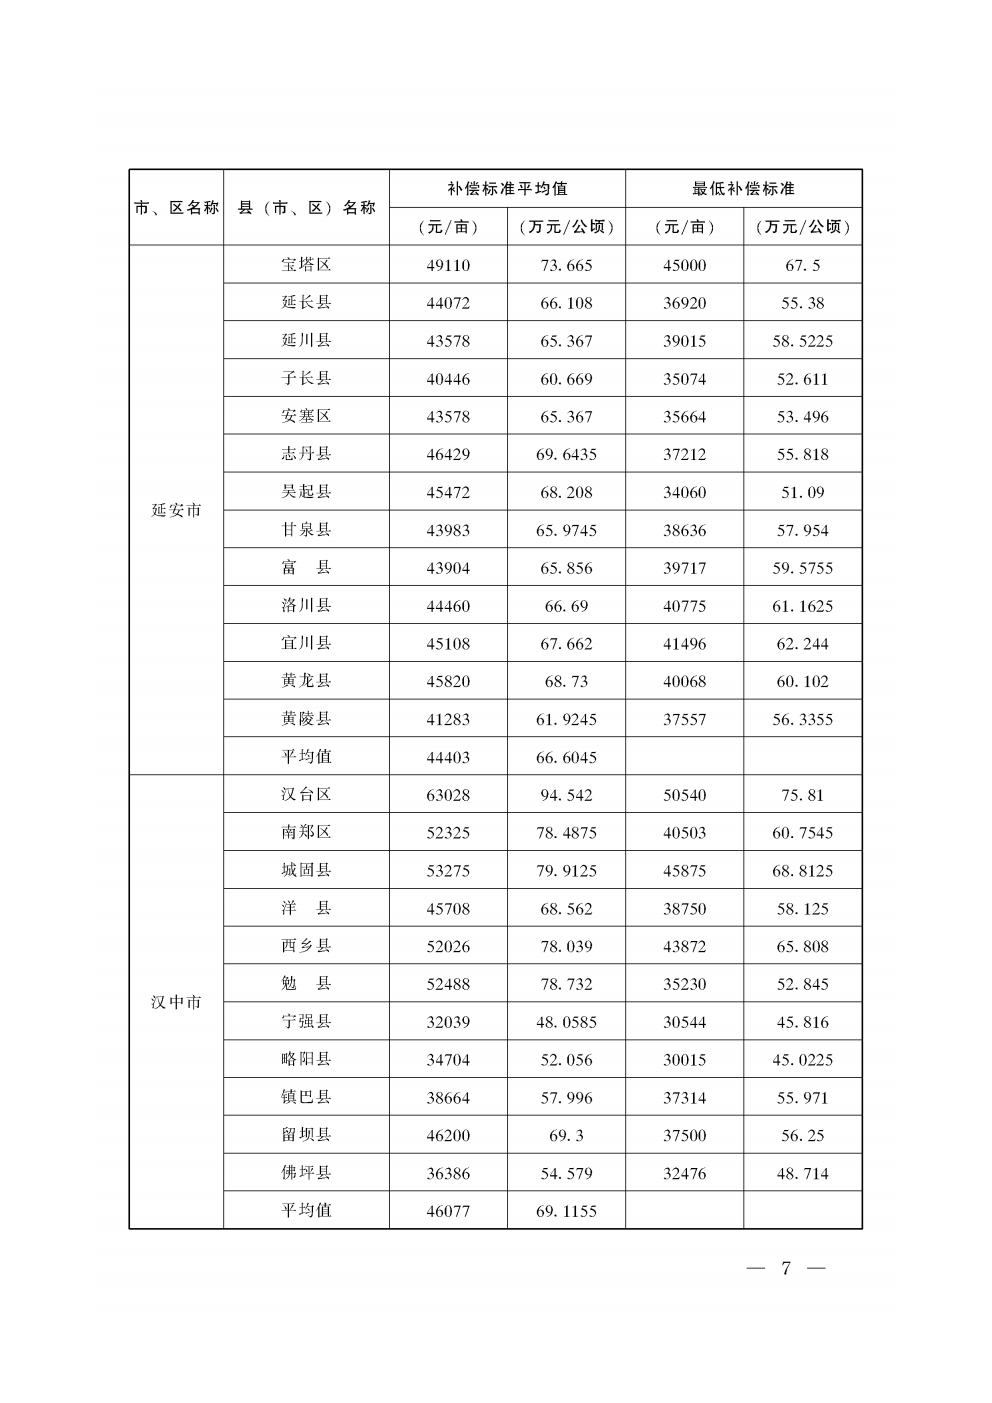 市、区名称 县（市、区）名称 补偿标准平均值 最低补偿标准
（元/亩） （万元/公顷） （元/亩） （万元/公顷）
延安市
宝塔区 49110 73.665 45000 67.5
延长县 44072 66.108 36920 55.38
延川县 43578 65.367 39015 58.5225
子长县 40446 60.669 35074 52.611
安塞区 43578 65.367 35664 53.496
志丹县 46429 69.6435 37212 55.818
吴起县 45472 68.208 34060 51.09
甘泉县 43983 65.9745 38636 57.954
富　县 43904 65.856 39717 59.5755
洛川县 44460 66.69 40775 61.1625
宜川县 45108 67.662 41496 62.244
黄龙县 45820 68.73 40068 60.102
黄陵县 41283 61.9245 37557 56.3355
平均值 44403 66.6045
汉中市
汉台区 63028 94.542 50540 75.81
南郑区 52325 78.4875 40503 60.7545
城固县 53275 79.9125 45875 68.8125
洋　县 45708 68.562 38750 58.125
西乡县 52026 78.039 43872 65.808
勉　县 52488 78.732 35230 52.845
宁强县 32039 48.0585 30544 45.816
略阳县 34704 52.056 30015 45.0225
镇巴县 38664 57.996 37314 55.971
留坝县 46200 69.3 37500 56.25
佛坪县 36386 54.579 32476 48.714
平均值 46077 69.1155
— 7 —